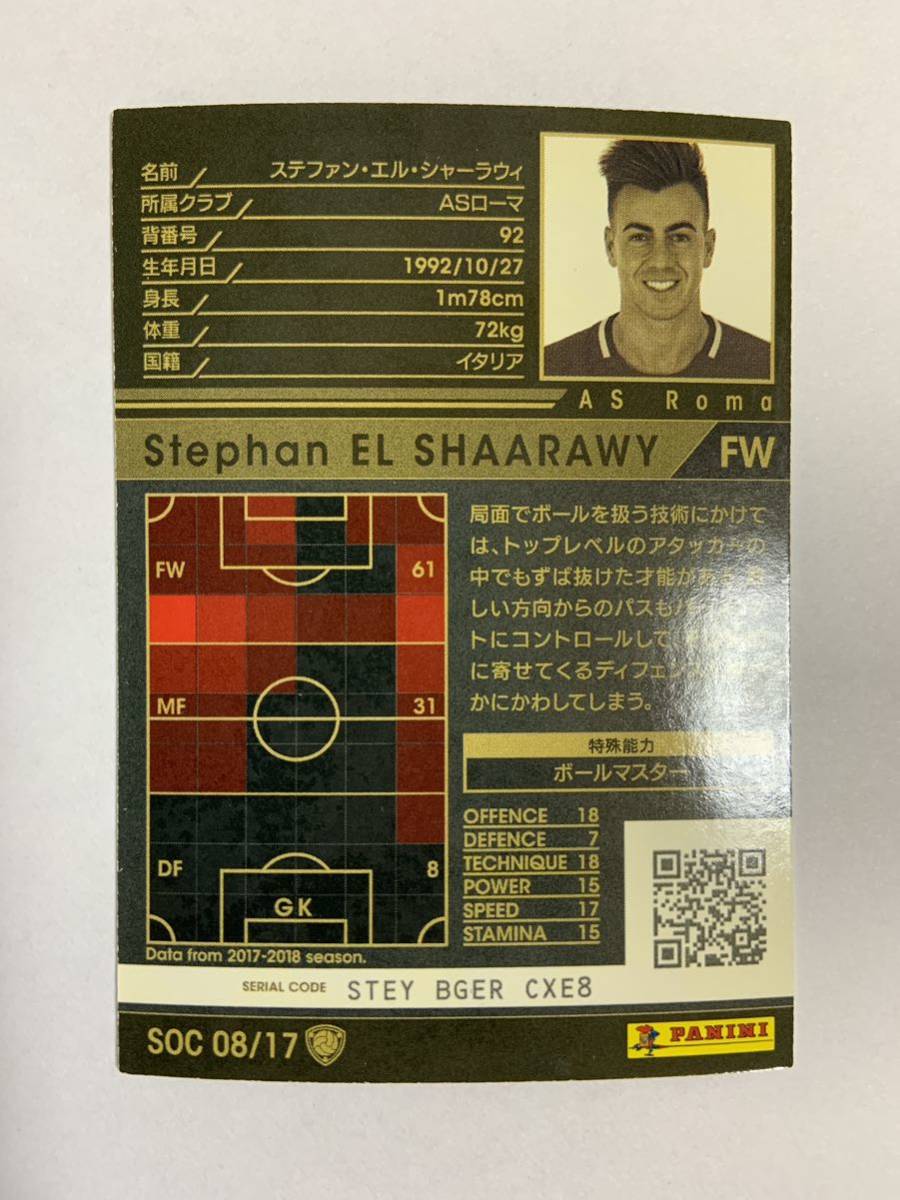 名前 ステファン・エル・シャーラウィ
所属クラブ ASローマ
背番号 92
生年月日 1992/10/27
身長 1m78cm
体重 72kg
国籍 イタリア
AS Roma
Stephan EL SHAARAWY FW
FW 61
MF 31
DF 8
GK
Data from 2017-2018 season.
局面でボールを扱う技術にかけて
は、トップレベルのアタッカーの
中でもずば抜けた才能が
しい方向からのパスも
トにコントロールして、
に寄せてくるディフェンス
かにかわしてしまう。
特殊能力
ボールマスター
OFFENCE 18
DEFENCE 7
TECHNIQUE 18
POWER 15
SPEED 17
STAMINA 15
SERIAL CODE STEY BGER CXE8
SOC 08/17
PANINI